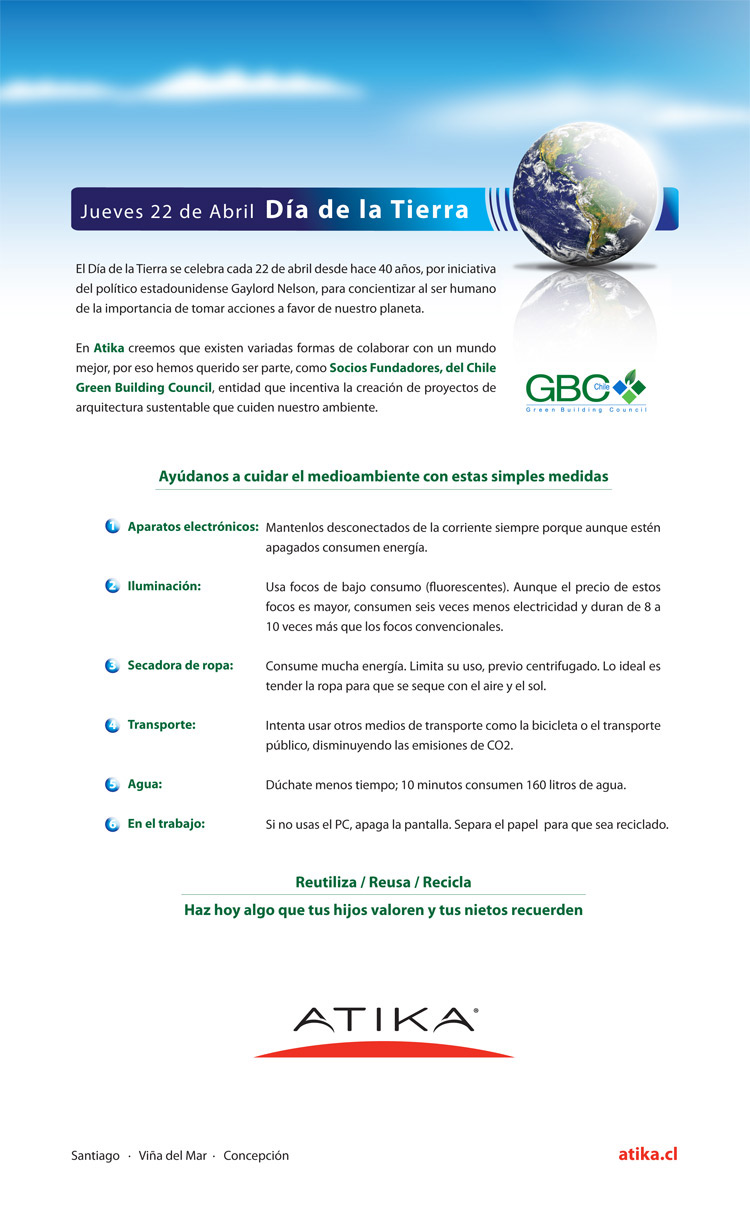 Jueves 22 de Abril Día de la Tierra
El Día de la Tierra se celebra cada 22 de abril desde hace 40 años, por iniciativa
del político estadounidense Gaylord Nelson, para concientizar al ser humano
de la importancia de tomar acciones a favor de nuestro planeta.
En Atika creemos que existen variadas formas de colaborar con un mundo
mejor, por eso hemos querido ser parte, como Socios Fundadores, del Chile
Green Building Council, entidad que incentiva la creación de proyectos de
arquitectura sustentable que cuiden nuestro ambiente.
GBC Chile
Green Building Council
Ayúdanos a cuidar el medioambiente con estas simples medidas
1 Aparatos electrónicos: Mantenlos desconectados de la corriente siempre porque aunque estén
apagados consumen energía.
2 Iluminación: Usa focos de bajo consumo (fluorescentes). Aunque el precio de estos
focos es mayor, consumen seis veces menos electricidad y duran de 8 a
10 veces más que los focos convencionales.
3 Secadora de ropa: Consume mucha energía. Limita su uso, previo centrifugado. Lo ideal es
tender la ropa para que se seque con el aire y el sol.
4 Transporte: Intenta usar otros medios de transporte como la bicicleta o el transporte
público, disminuyendo las emisiones de CO2.
5 Agua: Dúchate menos tiempo; 10 minutos consumen 160 litros de agua.
6 En el trabajo: Si no usas el PC, apaga la pantalla. Separa el papel para que sea reciclado.
Reutiliza / Reusa / Recicla
Haz hoy algo que tus hijos valoren y tus nietos recuerden
ATIKA®
Santiago · Viña del Mar · Concepción
atika.cl